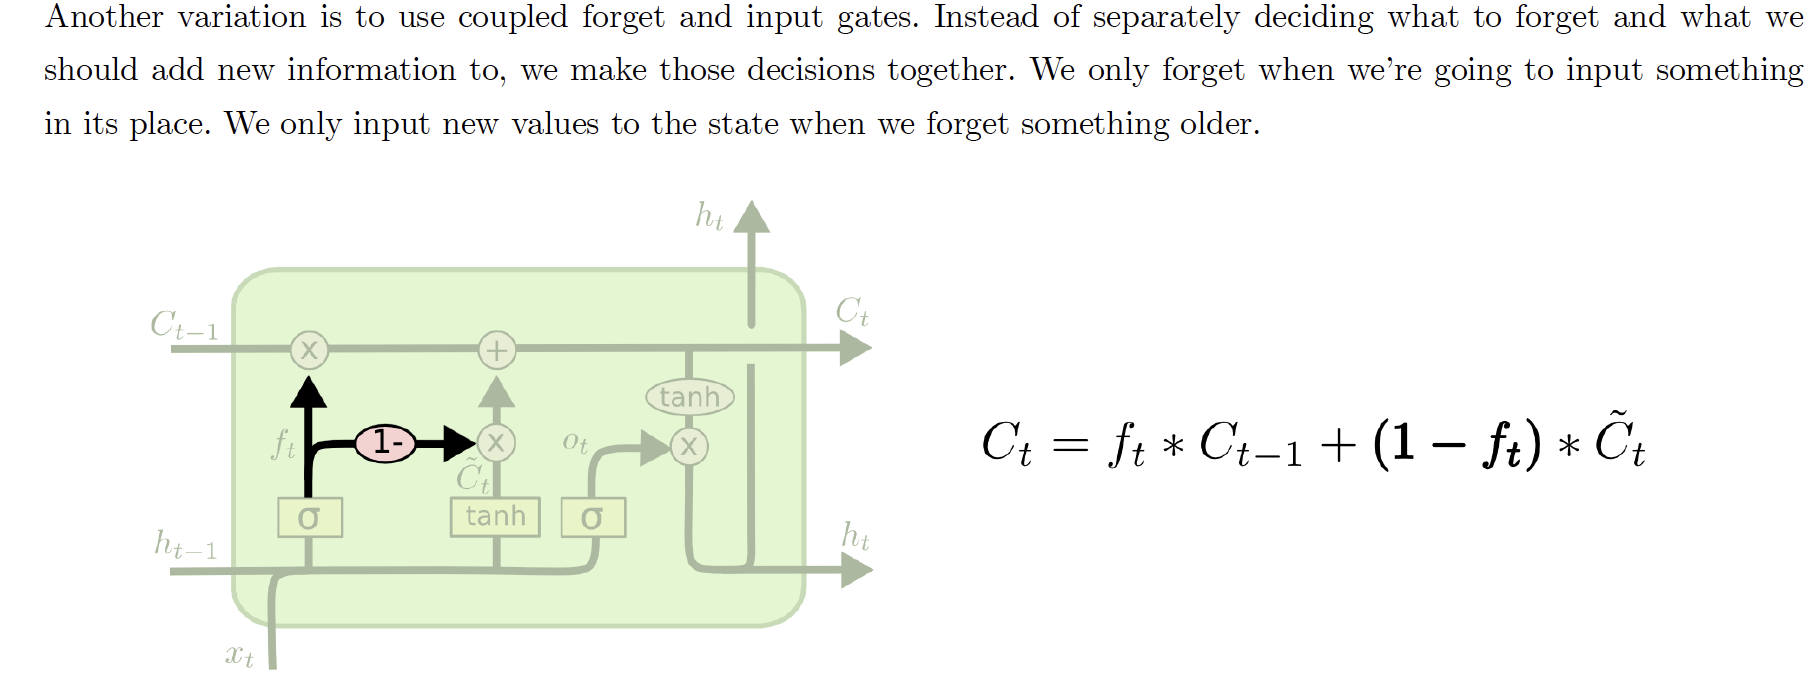 Another variation is to use coupled forget and input gates. Instead of separately deciding what to forget and what we
should add new information to, we make those decisions together. We only forget when we're going to input something
in its place. We only input new values to the state when we forget something older.
h_t
C_{t-1}
C_t
x
+
tanh
f_t
1-
x
o_t
x
C̃_t
σ
tanh
σ
h_{t-1}
h_t
x_t
C_t = f_t * C_{t-1} + (1 − f_t) * C̃_t